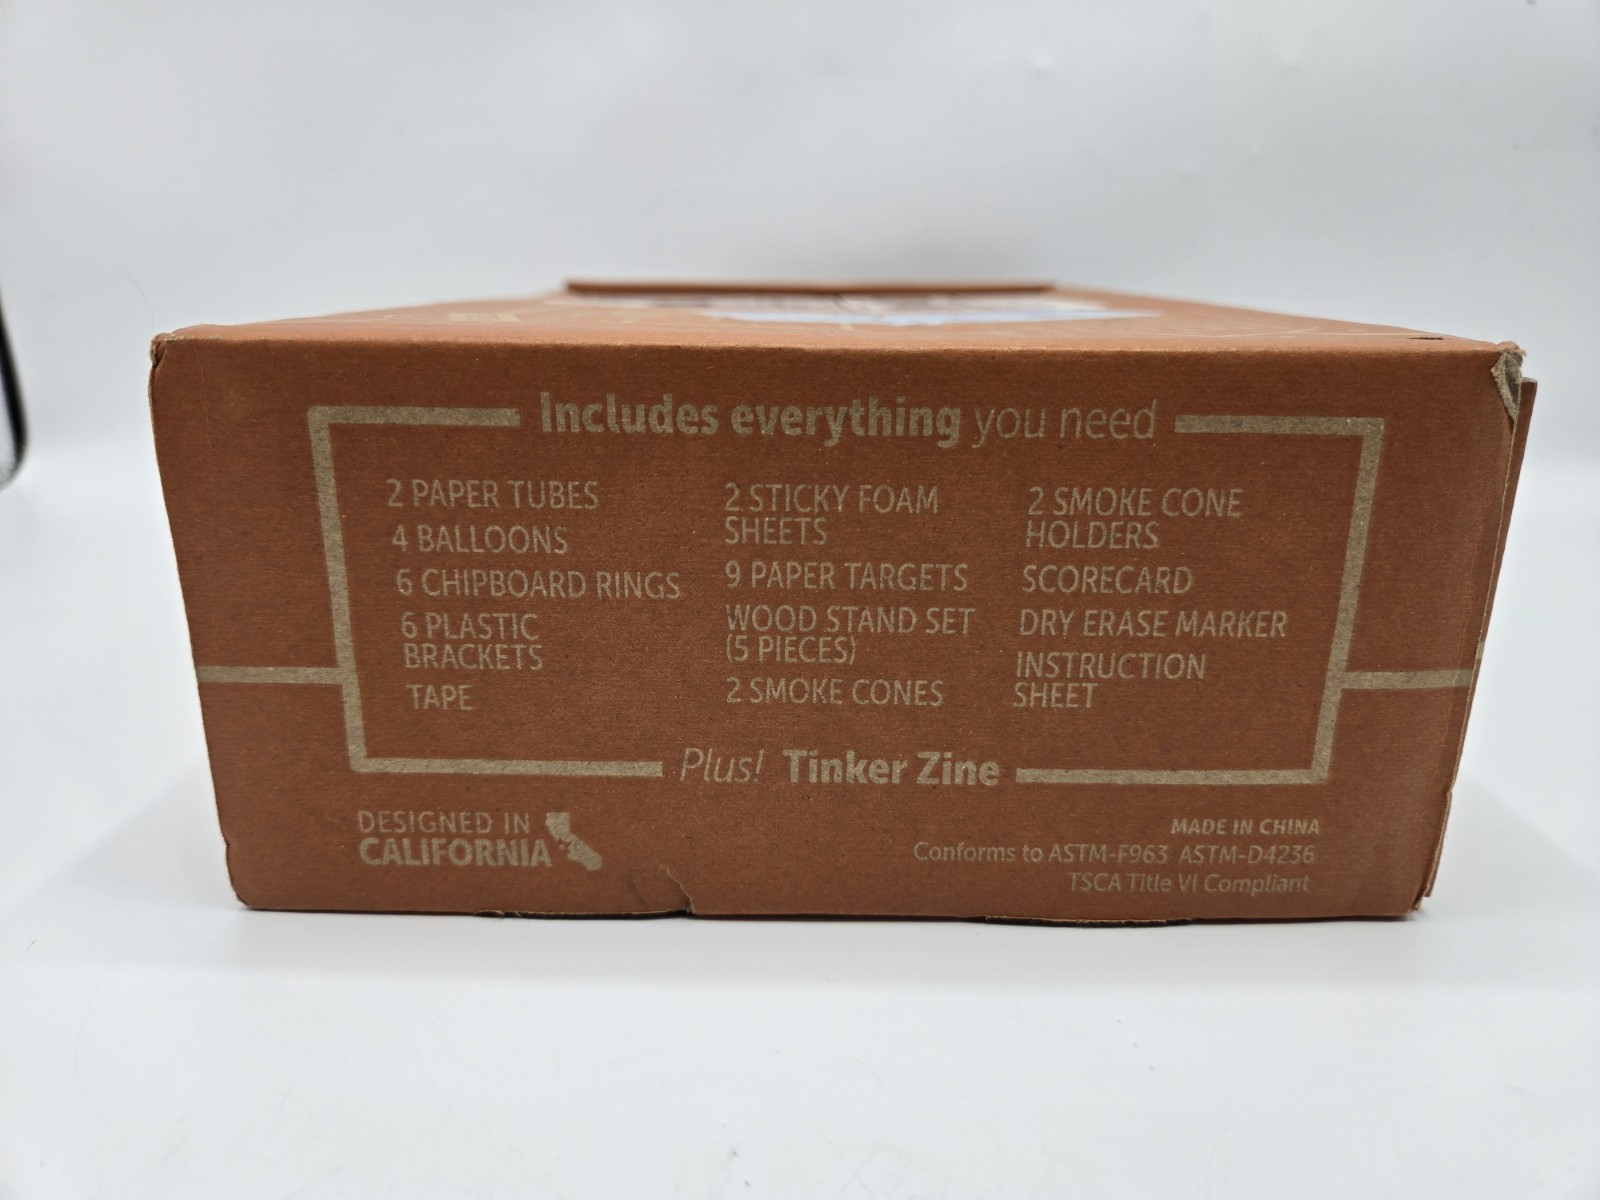 Includes everything you need
2 PAPER TUBES
4 BALLOONS
6 CHIPBOARD RINGS
6 PLASTIC
BRACKETS
TAPE
2 STICKY FOAM
SHEETS
9 PAPER TARGETS
WOOD STAND SET
(5 PIECES)
2 SMOKE CONES
2 SMOKE CONE
HOLDERS
SCORECARD
DRY ERASE MARKER
INSTRUCTION
SHEET
Plus! Tinker Zine
DESIGNED IN
CALIFORNIA
MADE IN CHINA
Conforms to ASTM-F963 ASTM-D4236
TSCA Title VI Compliant